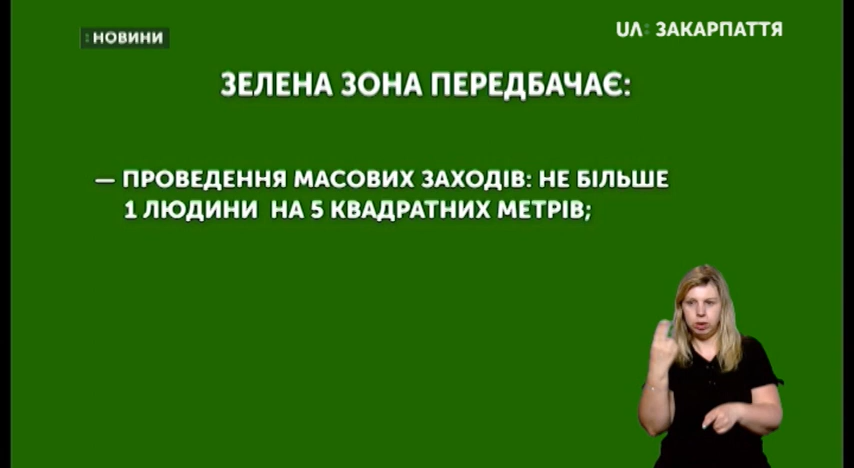 :НОВИНИ
UA: ЗАКАРПАТТЯ
ЗЕЛЕНА ЗОНА ПЕРЕДБАЧАЄ:
— ПРОВЕДЕННЯ МАСОВИХ ЗАХОДІВ: НЕ БІЛЬШЕ
1 ЛЮДИНИ НА 5 КВАДРАТНИХ МЕТРІВ;